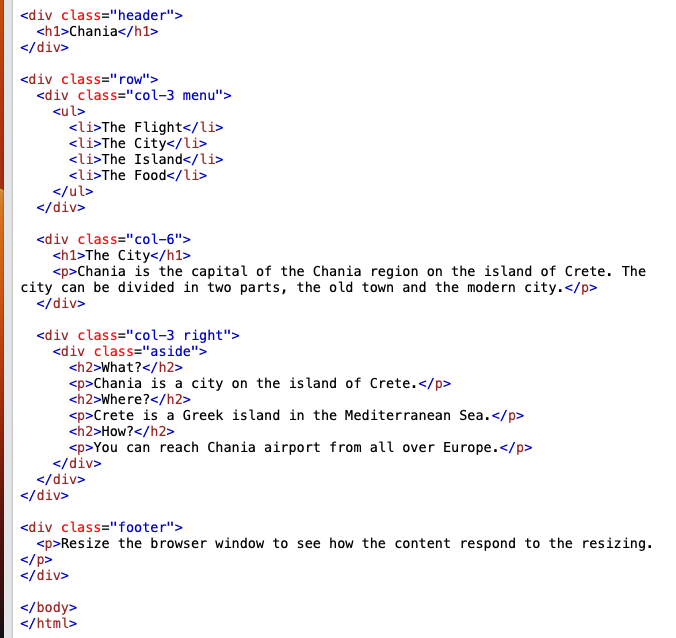 <div class="header">
  <h1>Chania</h1>
</div>

<div class="row">
  <div class="col-3 menu">
    <ul>
      <li>The Flight</li>
      <li>The City</li>
      <li>The Island</li>
      <li>The Food</li>
    </ul>
  </div>

  <div class="col-6">
    <h1>The City</h1>
    <p>Chania is the capital of the Chania region on the island of Crete. The
city can be divided in two parts, the old town and the modern city.</p>
  </div>

  <div class="col-3 right">
    <div class="aside">
      <h2>What?</h2>
      <p>Chania is a city on the island of Crete.</p>
      <h2>Where?</h2>
      <p>Crete is a Greek island in the Mediterranean Sea.</p>
      <h2>How?</h2>
      <p>You can reach Chania airport from all over Europe.</p>
    </div>
  </div>
</div>

<div class="footer">
  <p>Resize the browser window to see how the content respond to the resizing.
</p>
</div>

</body>
</html>